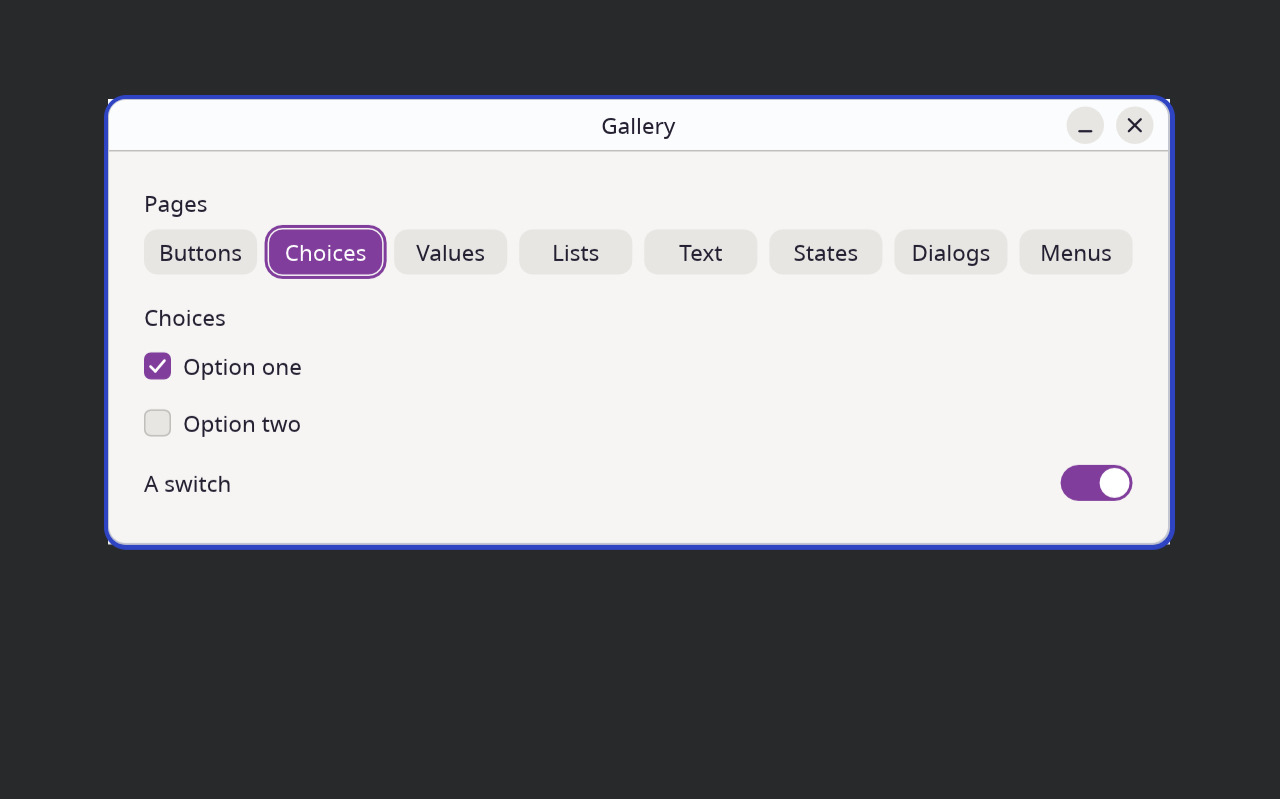 Gallery
Pages
Buttons Choices Values Lists Text States Dialogs Menus
Choices
Option one
Option two
A switch